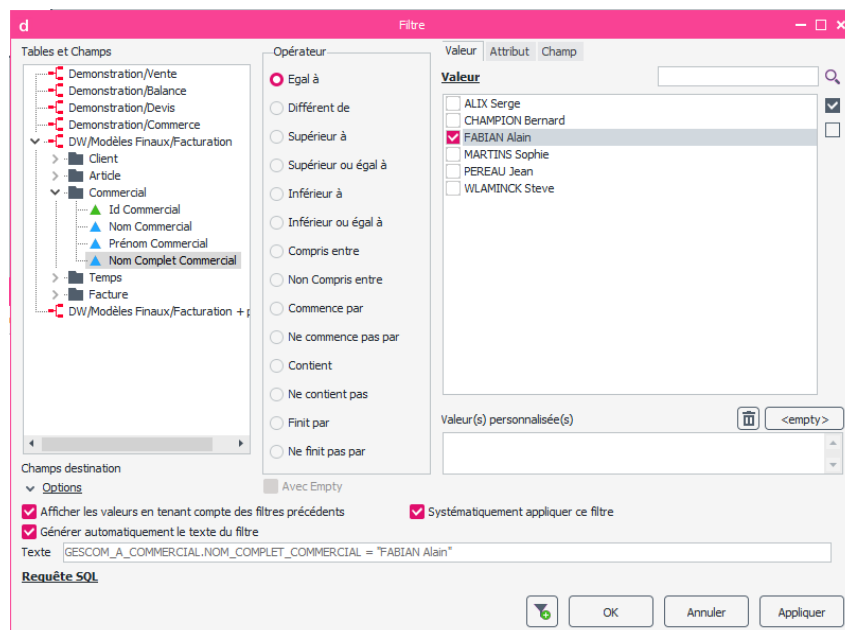 d
Filtre
Tables et Champs
Demonstration/Vente
Demonstration/Balance
Demonstration/Devis
Demonstration/Commerce
DW/Modèles Finaux/Facturation
Client
Article
Commercial
Id Commercial
Nom Commercial
Prénom Commercial
Nom Complet Commercial
Temps
Facture
DW/Modèles Finaux/Facturation +
Opérateur
Egal à
Différent de
Supérieur à
Supérieur ou égal à
Inférieur à
Inférieur ou égal à
Compris entre
Non Compris entre
Commence par
Ne commence pas par
Contient
Ne contient pas
Finit par
Ne finit pas par
Avec Empty
Valeur Attribut Champ
Valeur
ALIX Serge
CHAMPION Bernard
FABIAN Alain
MARTINS Sophie
PEREAU Jean
WLAMINCK Steve
Valeur(s) personnalisée(s)
<empty>
Champs destination
Options
Afficher les valeurs en tenant compte des filtres précédents
Systématiquement appliquer ce filtre
Générer automatiquement le texte du filtre
Texte GESCOM_A_COMMERCIAL.NOM_COMPLET_COMMERCIAL = "FABIAN Alain"
Requête SQL
OK
Annuler
Appliquer